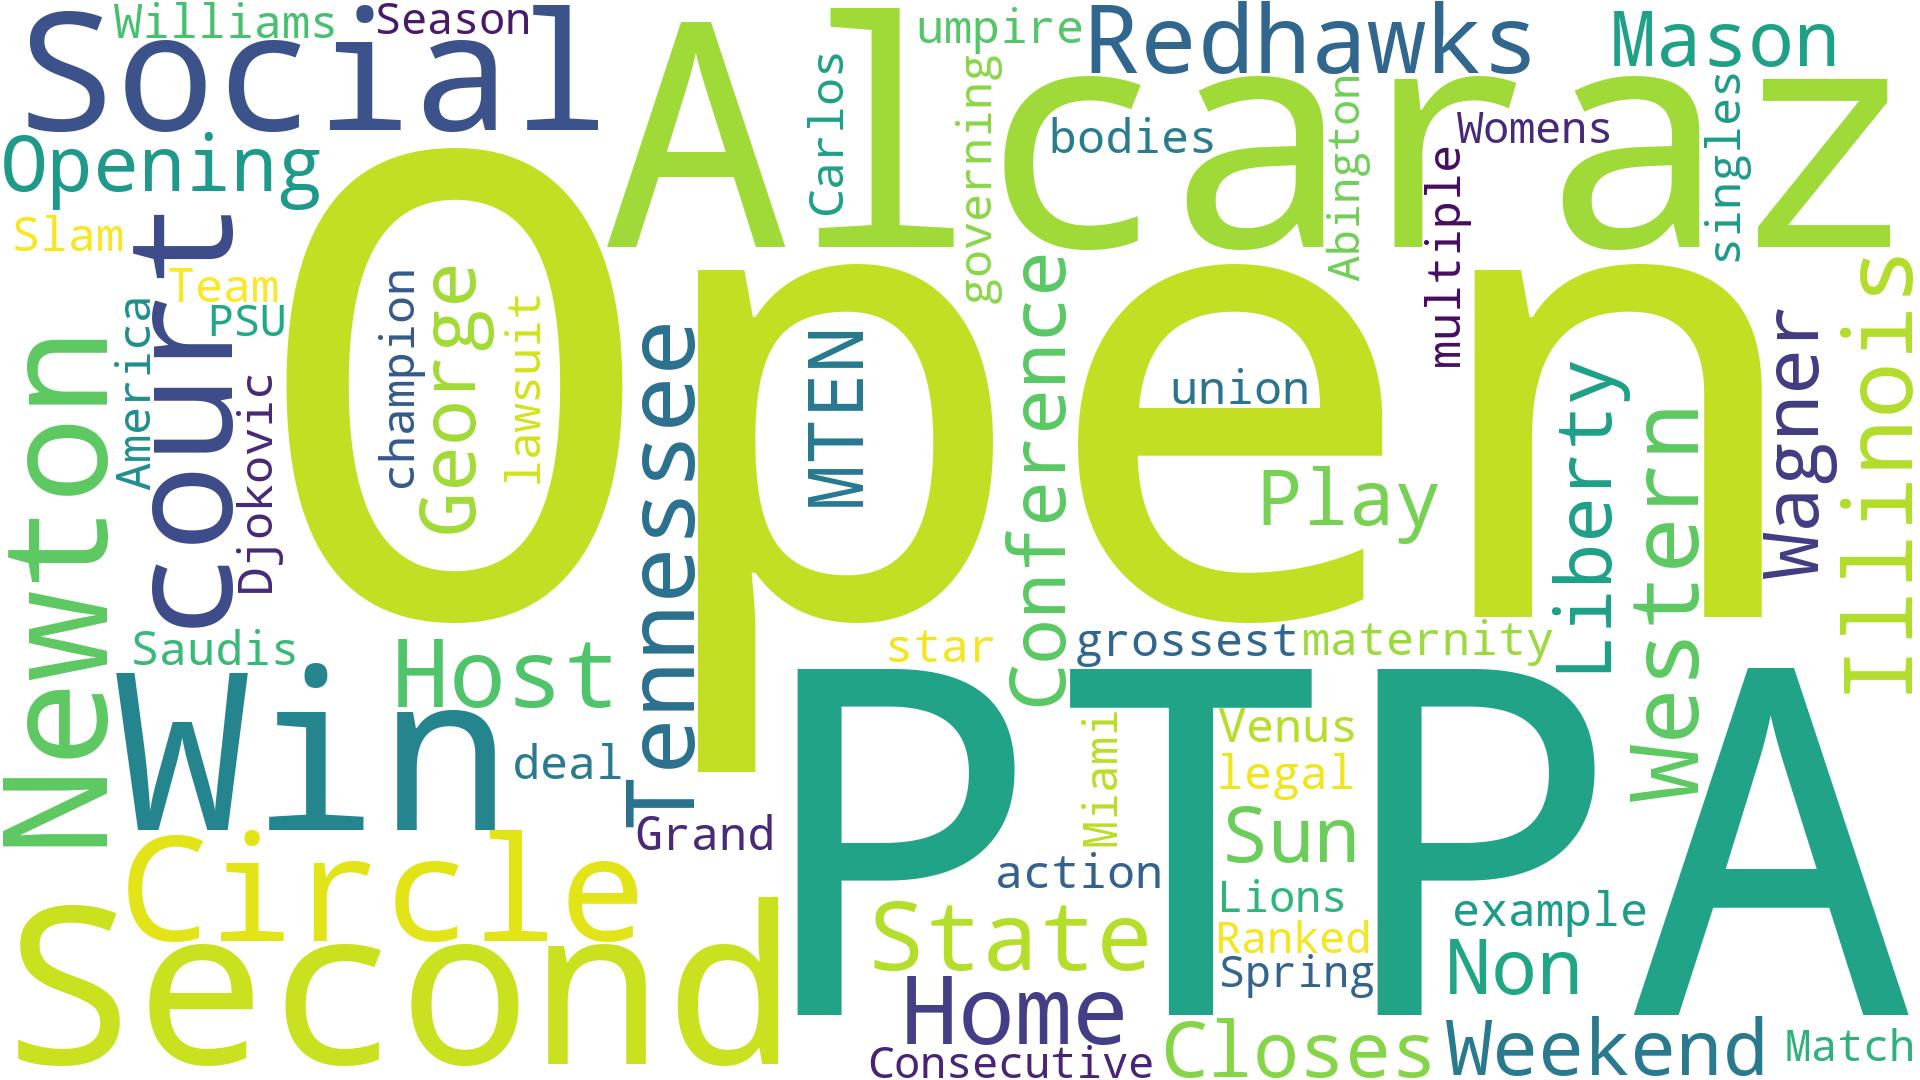 Williams
Season
Social
Alcaraz
umpire
Redhawks
Mason
Carlos
governing
bodies
Abington
Womens
multiple
singles
Opening
Slam
court
Team
PSU
America
Djokovic
Newton
Open
champion
George
lawsuit
Tennessee
MTEN
Conference
union
Play
Liberty
Western
Wagner
Illinois
Saudis
Host
star
grossest
maternity
Win
deal
Grand
PTPA
Miami
Venus
legal
Sun
Circle
action
Lions
Ranked
Spring
example
Non
Second
State
Home
Consecutive
Closes
Weekend
Match